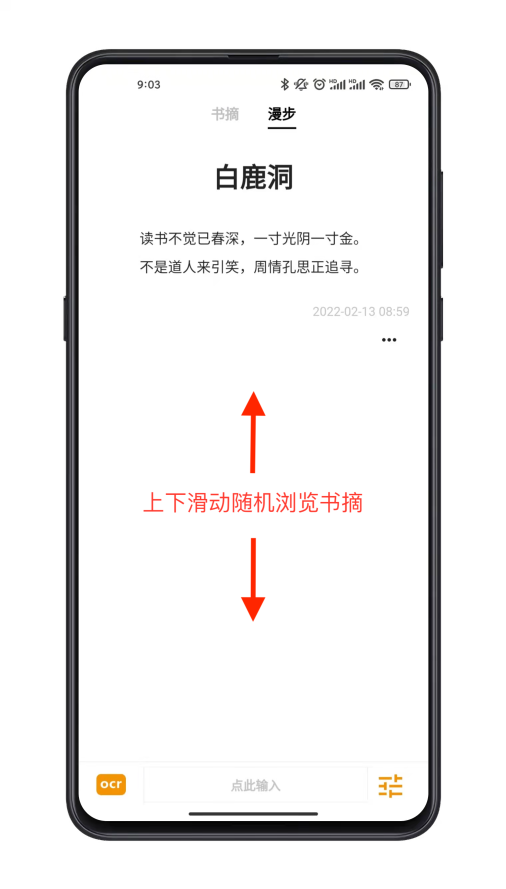 9:03
HD HD 87
书摘 漫步
白鹿洞
读书不觉已春深，一寸光阴一寸金。
不是道人来引笑，周情孔思正追寻。
2022-02-13 08:59
•••
上下滑动随机浏览书摘
ocr 点此输入